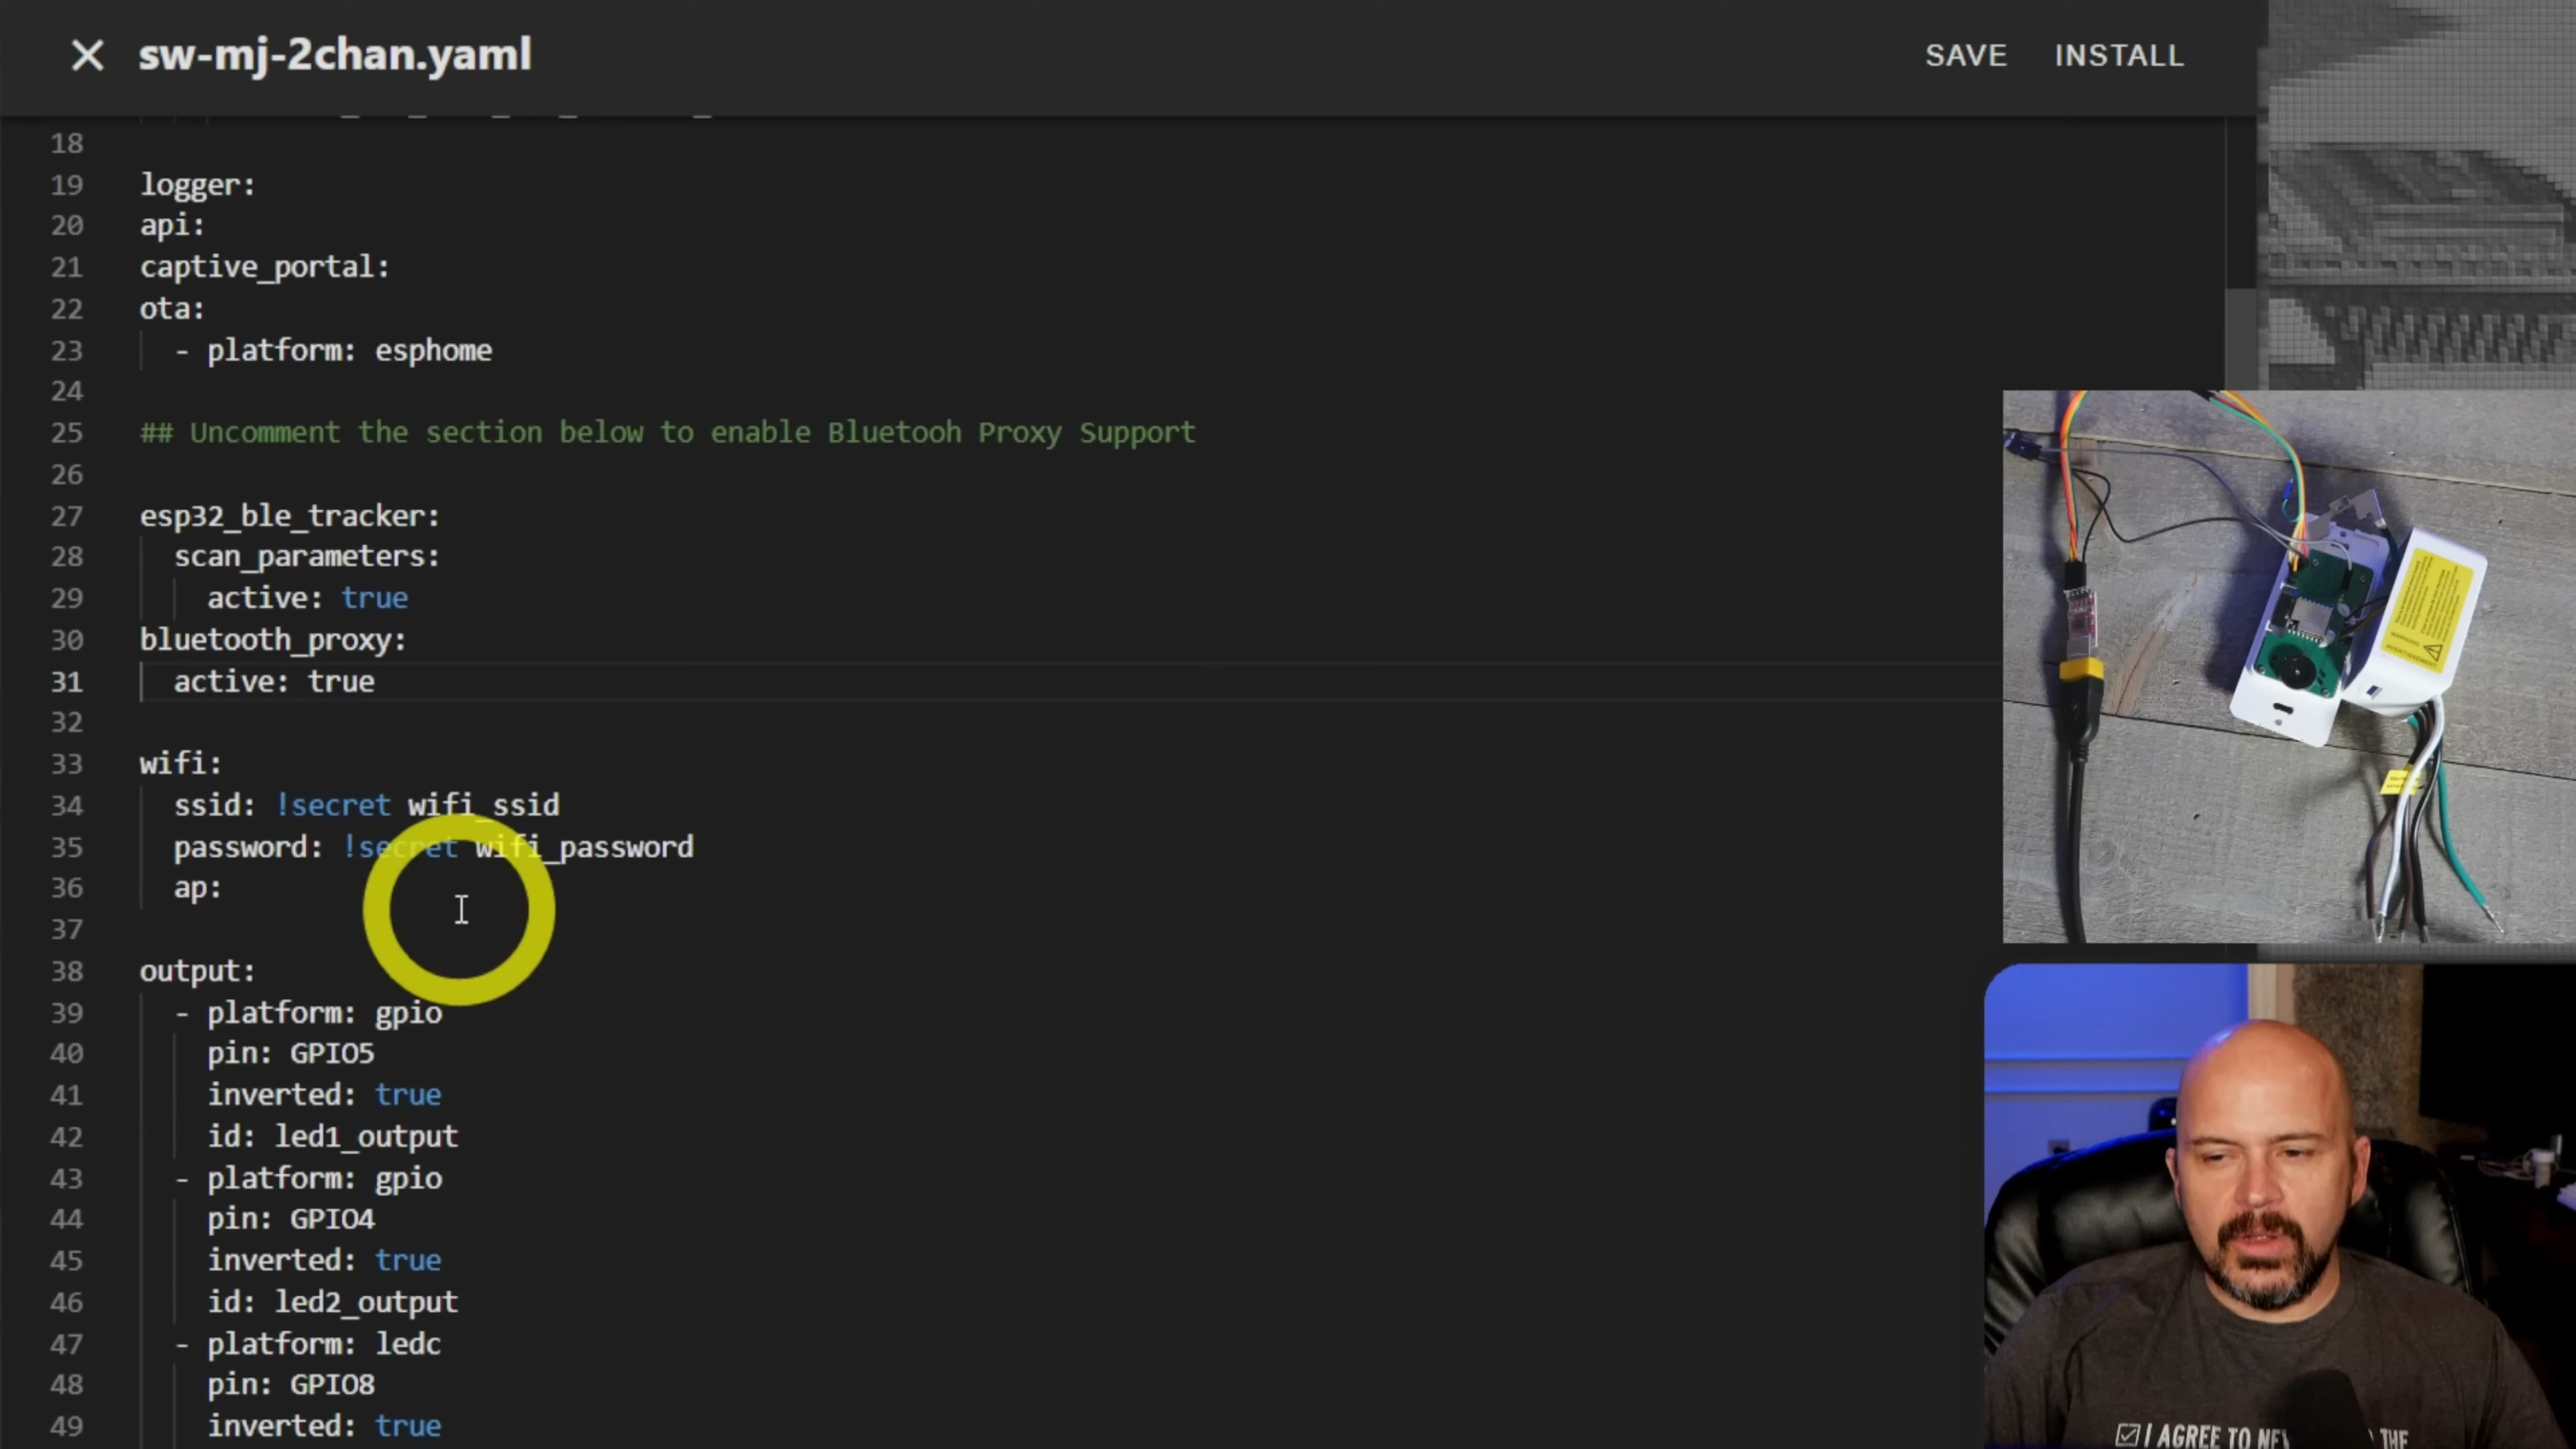 sw-mj-2chan.yaml
SAVE INSTALL
18
19 logger:
20 api:
21 captive_portal:
22 ota:
23 - platform: esphome
24
25 ## Uncomment the section below to enable Bluetooh Proxy Support
26
27 esp32_ble_tracker:
28 scan_parameters:
29 active: true
30 bluetooth_proxy:
31 active: true
32
33 wifi:
34 ssid: !secret wifi_ssid
35 password: !secret wifi_password
36 ap:
37
38 output:
39 - platform: gpio
40 pin: GPIO5
41 inverted: true
42 id: led1_output
43 - platform: gpio
44 pin: GPIO4
45 inverted: true
46 id: led2_output
47 - platform: ledc
48 pin: GPIO8
49 inverted: true
WARNING
I AGREE TO THE